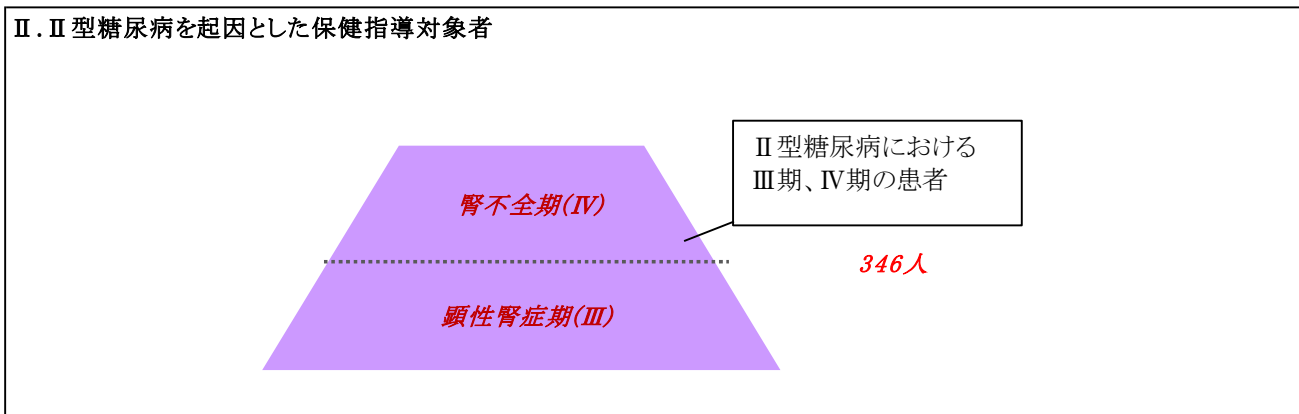 Ⅱ.Ⅱ型糖尿病を起因とした保健指導対象者
Ⅱ型糖尿病における
Ⅲ期、Ⅳ期の患者
腎不全期(Ⅳ)
346人
顕性腎症期(Ⅲ)